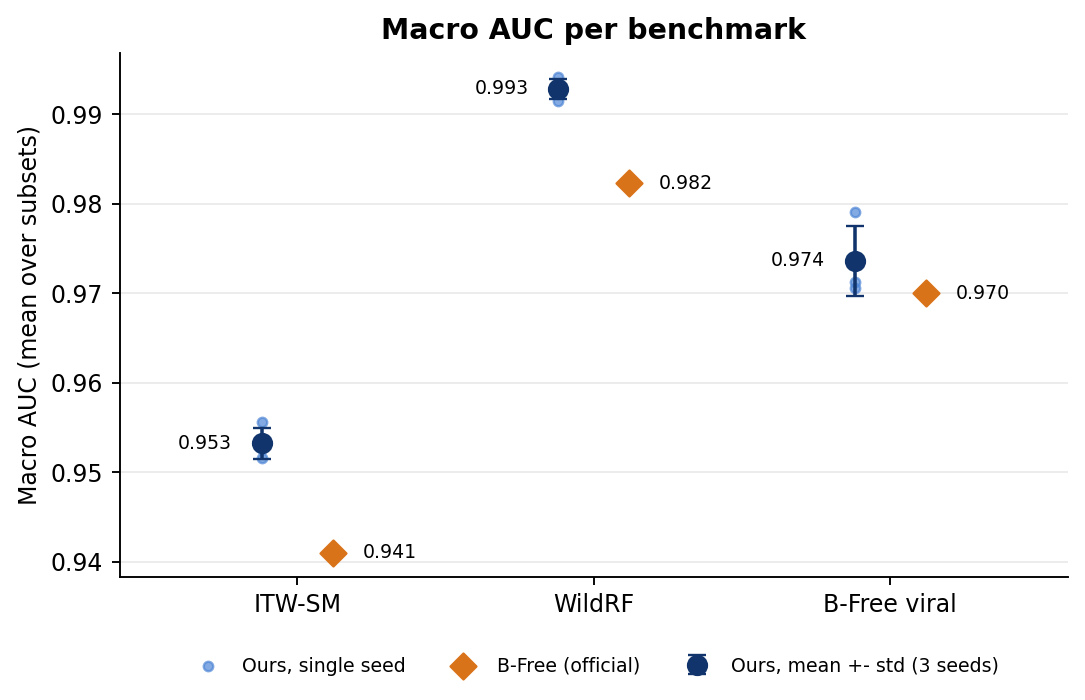 Macro AUC per benchmark
Macro AUC (mean over subsets)
0.99
0.98
0.97
0.96
0.95
0.94
0.993
0.982
0.974
0.970
0.953
0.941
ITW-SM
WildRF
B-Free viral
Ours, single seed
B-Free (official)
Ours, mean +- std (3 seeds)